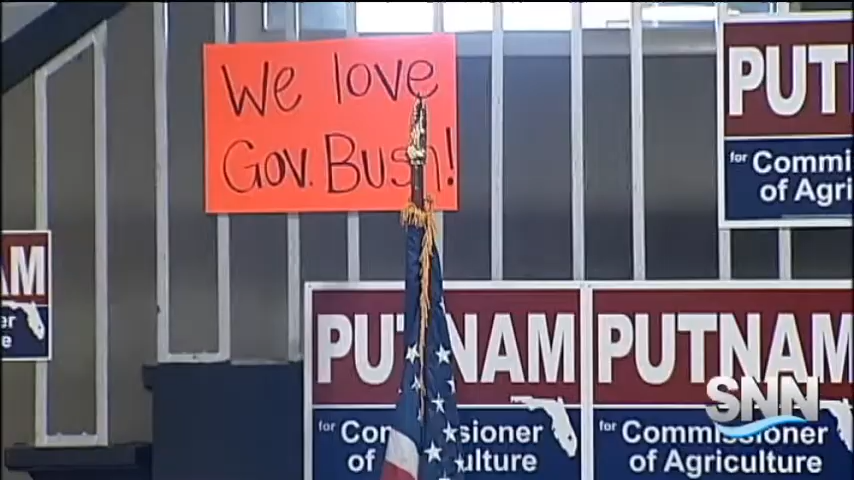 We love
Gov. Bush!
PUTNAM
for Commissioner
of Agriculture
PUTNAM
for Commissioner
of Agriculture
PUT
for Commi
of Agri
AM
er
e
SNN